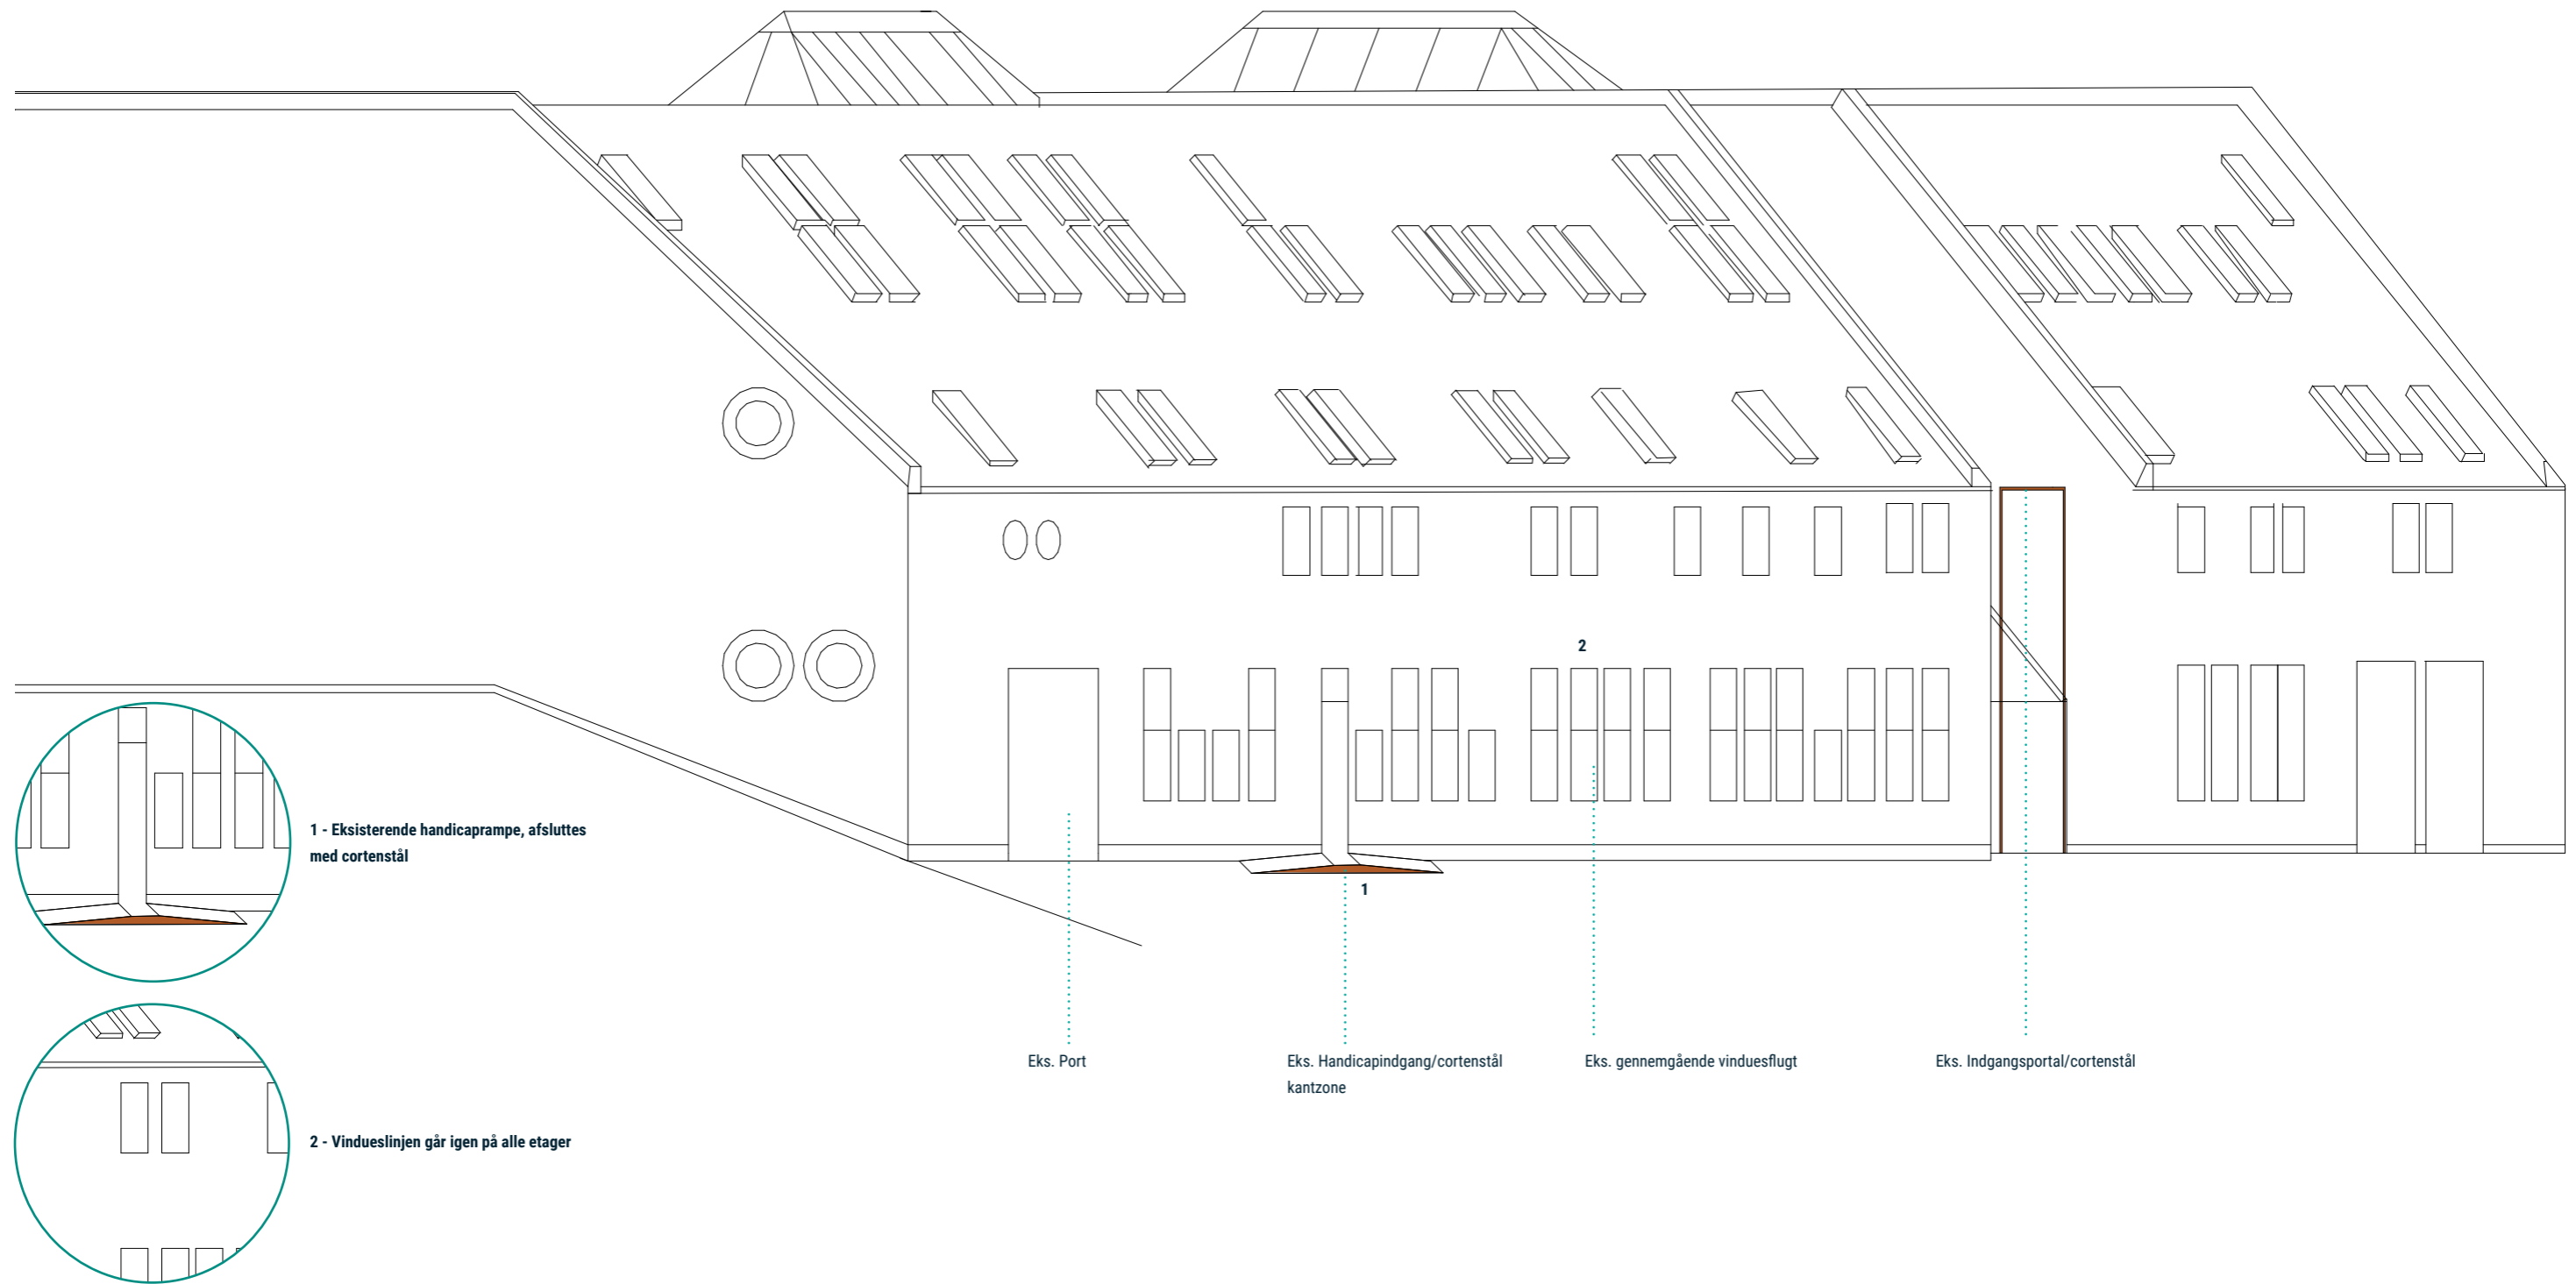 2
1 - Eksisterende handicaprampe, afsluttes
med cortenstål
1
Eks. Port
Eks. Handicapindgang/cortenstål
kantzone
Eks. gennemgående vinduesflugt
Eks. Indgangsportal/cortenstål
2 - Vindueslinjen går igen på alle etager